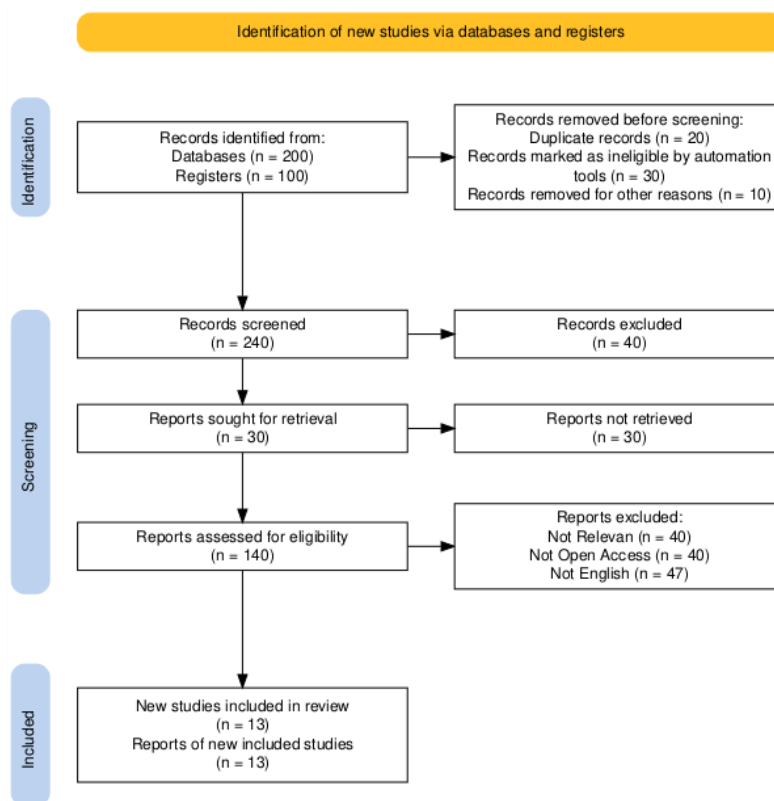 Identification of new studies via databases and registers
Identification
Records identified from:
Databases (n = 200)
Registers (n = 100)
Records removed before screening:
Duplicate records (n = 20)
Records marked as ineligible by automation
tools (n = 30)
Records removed for other reasons (n = 10)
Screening
Records screened
(n = 240)
Records excluded
(n = 40)
Reports sought for retrieval
(n = 30)
Reports not retrieved
(n = 30)
Reports assessed for eligibility
(n = 140)
Reports excluded:
Not Relevan (n = 40)
Not Open Access (n = 40)
Not English (n = 47)
Included
New studies included in review
(n = 13)
Reports of new included studies
(n = 13)